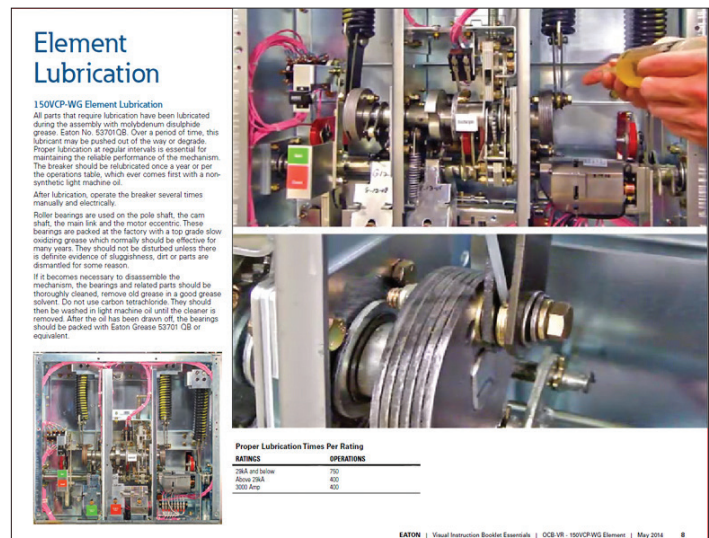 Element
Lubrication
150VCP-WG Element Lubrication
All parts that require lubrication have been lubricated
during the assembly with molybdenum disulphide
grease. Eaton No. 53701QB. Over a period of time, this
lubricant may be pushed out of the way or degrade.
Proper lubrication at regular intervals is essential for
maintaining the reliable performance of the mechanism.
The breaker should be relubricated once a year or per
the operations table, which ever comes first with a non-
synthetic light machine oil.
After lubrication, operate the breaker several times
manually and electrically.
Roller bearings are used on the pole shaft, the cam
shaft, the main link and the motor eccentric. These
bearings are packed at the factory with a top grade slow
oxidizing grease which normally should be effective for
many years. They should not be disturbed unless there
is definite evidence of sluggishness, dirt or parts are
dismantled for some reason.
If it becomes necessary to disassemble the
mechanism, the bearings and related parts should be
thoroughly cleaned, remove old grease in a good grease
solvent. Do not use carbon tetrachloride. They should
then be washed in light machine oil until the cleaner is
removed. After the oil has been drawn off, the bearings
should be packed with Eaton Grease 53701 QB or
equivalent.
Proper Lubrication Times Per Rating
RATINGS OPERATIONS
29kA and below 750
Above 29kA 400
3000 Amp 400
EATON | Visual Instruction Booklet Essentials | OCB-VR - 150VCP-WG Element | May 2014 8